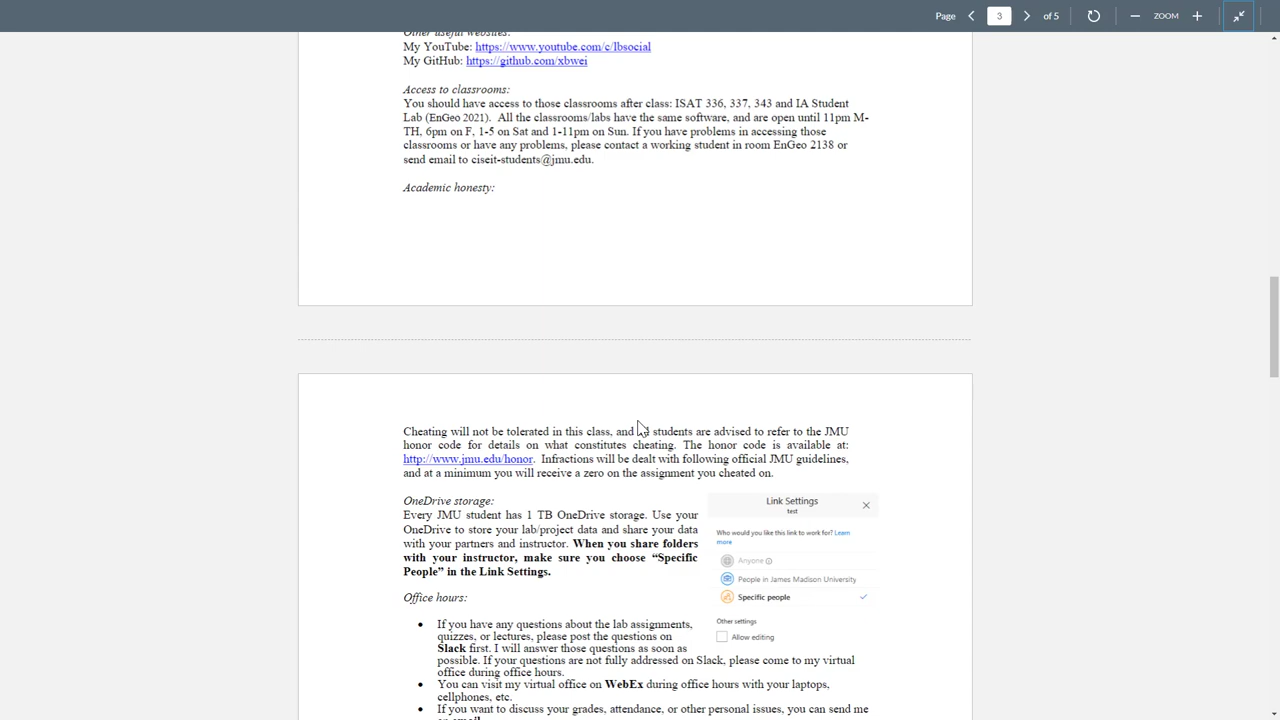 Page 3 of 5 ZOOM
Other useful websites:
My YouTube: https://www.youtube.com/c/lbsocial
My GitHub: https://github.com/xbwei
Access to classrooms:
You should have access to those classrooms after class: ISAT 336, 337, 343 and IA Student
Lab (EnGeo 2021). All the classrooms/labs have the same software, and are open until 11pm M-
TH, 6pm on F, 1-5 on Sat and 1-11pm on Sun. If you have problems in accessing those
classrooms or have any problems, please contact a working student in room EnGeo 2138 or
send email to ciseit-students@jmu.edu.
Academic honesty:
Cheating will not be tolerated in this class, and students are advised to refer to the JMU
honor code for details on what constitutes cheating. The honor code is available at:
http://www.jmu.edu/honor. Infractions will be dealt with following official JMU guidelines,
and at a minimum you will receive a zero on the assignment you cheated on.
OneDrive storage:
Every JMU student has 1 TB OneDrive storage. Use your
OneDrive to store your lab/project data and share your data
with your partners and instructor. When you share folders
with your instructor, make sure you choose “Specific
People” in the Link Settings.
Link Settings
test
Who would you like this link to work for? Learn
more
Anyone
People in James Madison University
Specific people
Other settings
Allow editing
Office hours:
• If you have any questions about the lab assignments,
quizzes, or lectures, please post the questions on
Slack first. I will answer those questions as soon as
possible. If your questions are not fully addressed on Slack, please come to my virtual
office during office hours.
• You can visit my virtual office on WebEx during office hours with your laptops,
cellphones, etc.
• If you want to discuss your grades, attendance, or other personal issues, you can send me
an email